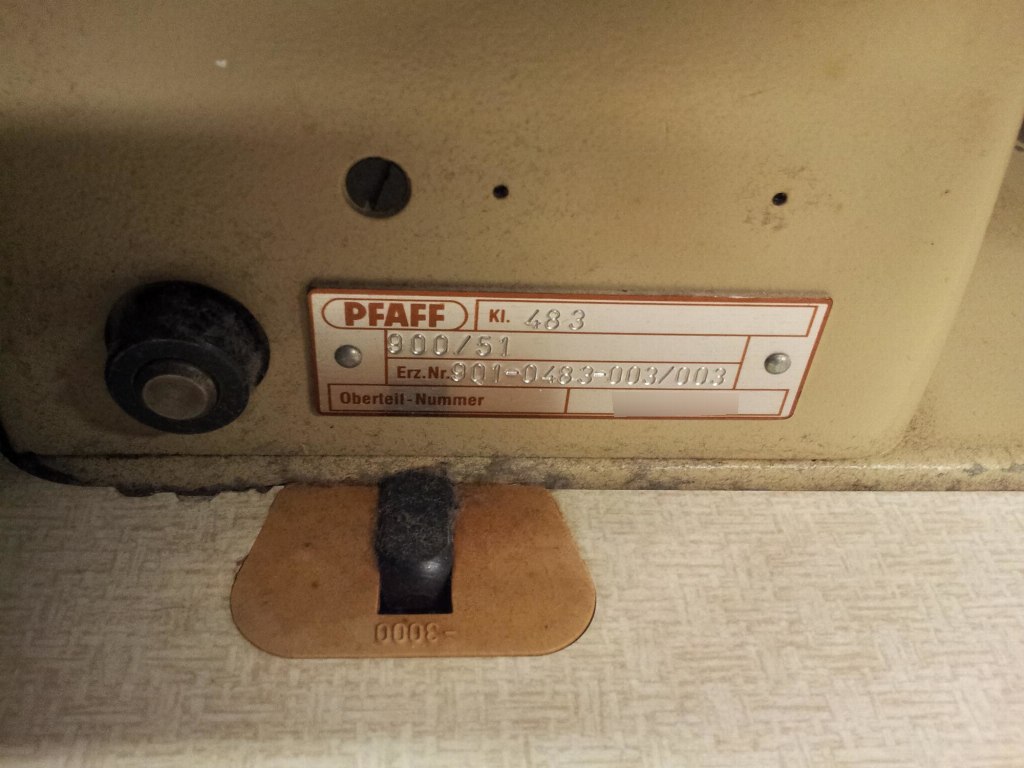 PFAFF Kl. 483
900/51
Erz.Nr. 901-0483-003/003
Oberteil-Nummer
-3000